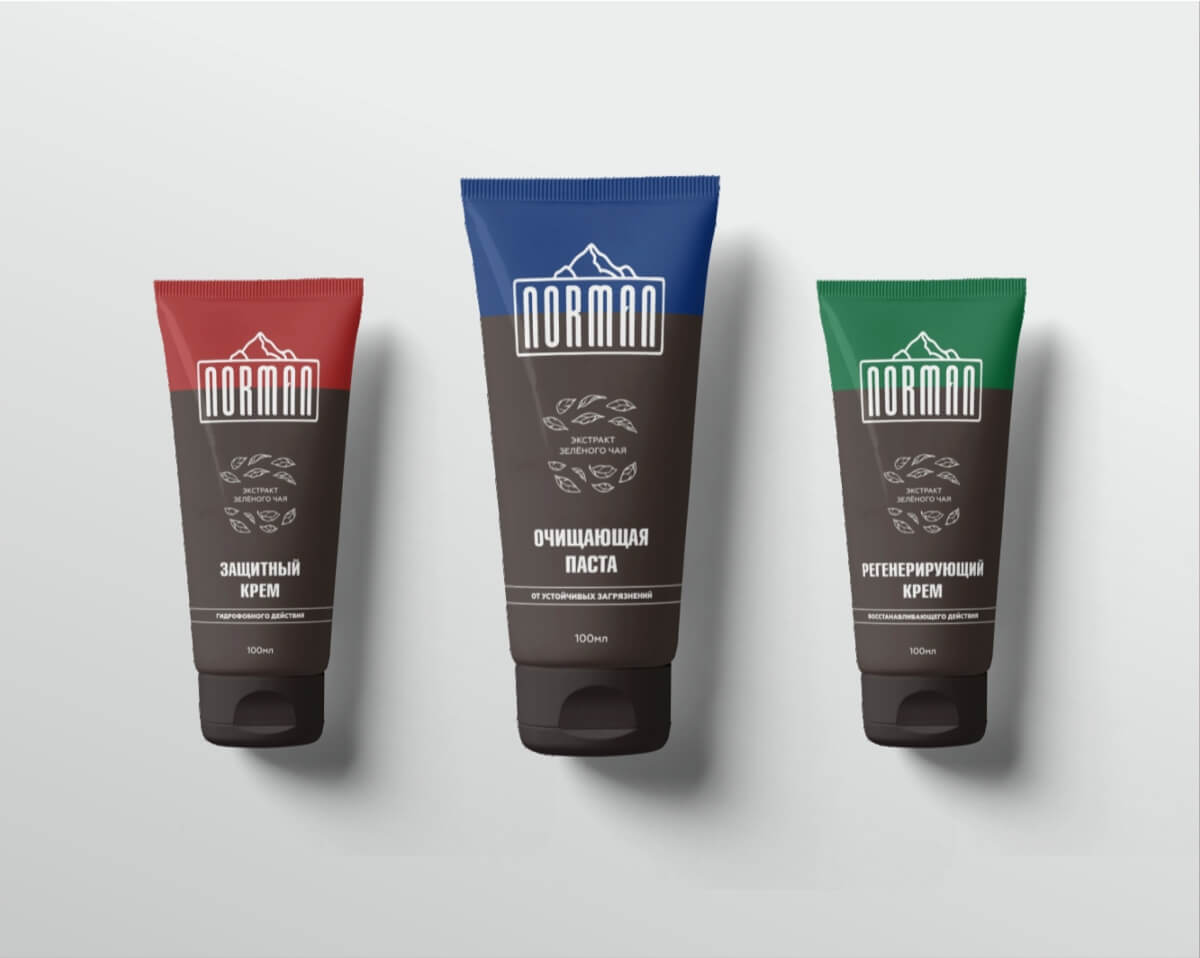 NORMAN
ЭКСТРАКТ
ЗЕЛЁНОГО ЧАЯ
ЗАЩИТНЫЙ
КРЕМ
ГИДРОФОБНОГО ДЕЙСТВИЯ
100мл
NORMAN
ЭКСТРАКТ
ЗЕЛЁНОГО ЧАЯ
ОЧИЩАЮЩАЯ
ПАСТА
ОТ УСТОЙЧИВЫХ ЗАГРЯЗНЕНИЙ
100мл
NORMAN
ЭКСТРАКТ
ЗЕЛЁНОГО ЧАЯ
РЕГЕНЕРИРУЮЩИЙ
КРЕМ
ВОССТАНАВЛИВАЮЩЕГО ДЕЙСТВИЯ
100мл